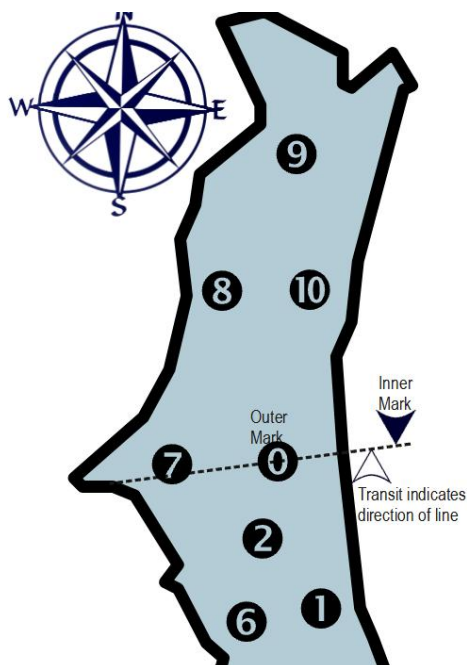 N
W
E
S
9
8
10
Inner
Mark
Outer
Mark
7
0
Transit indicates
direction of line
2
6
1